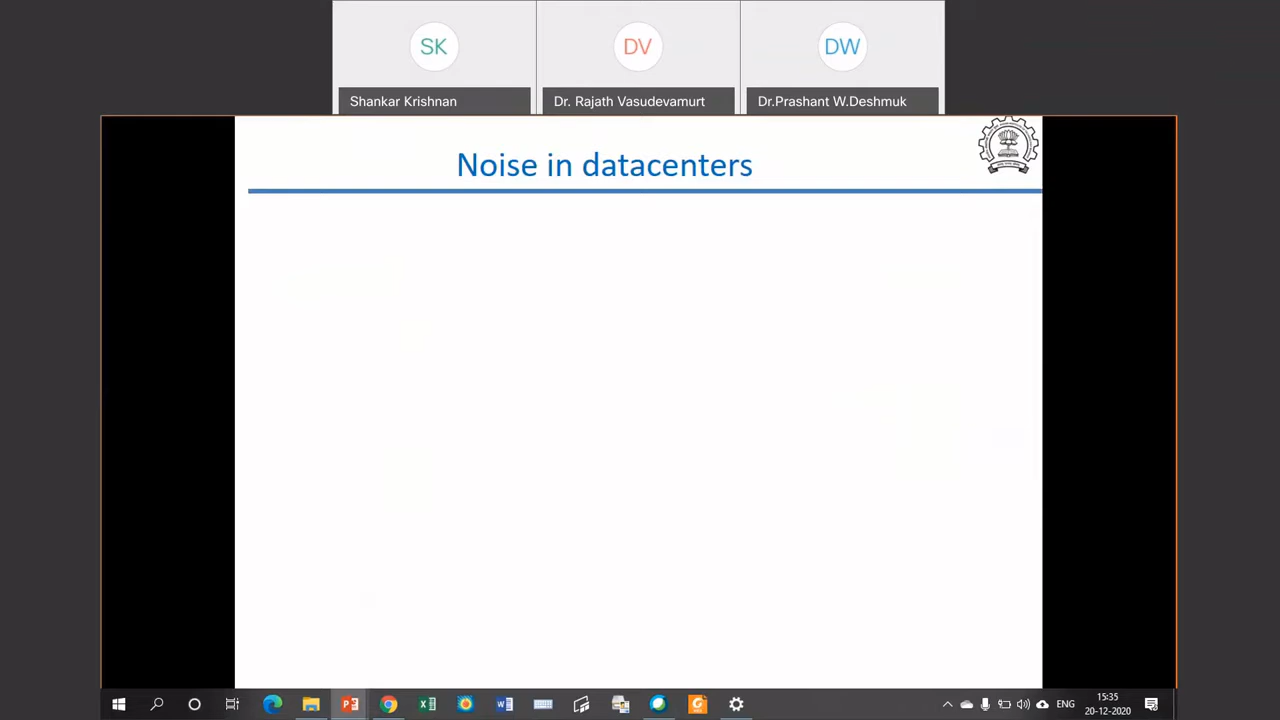 SK
DV
DW
Shankar Krishnan
Dr. Rajath Vasudevamurt
Dr.Prashant W.Deshmuk
Noise in datacenters
ENG
15:35
20-12-2020